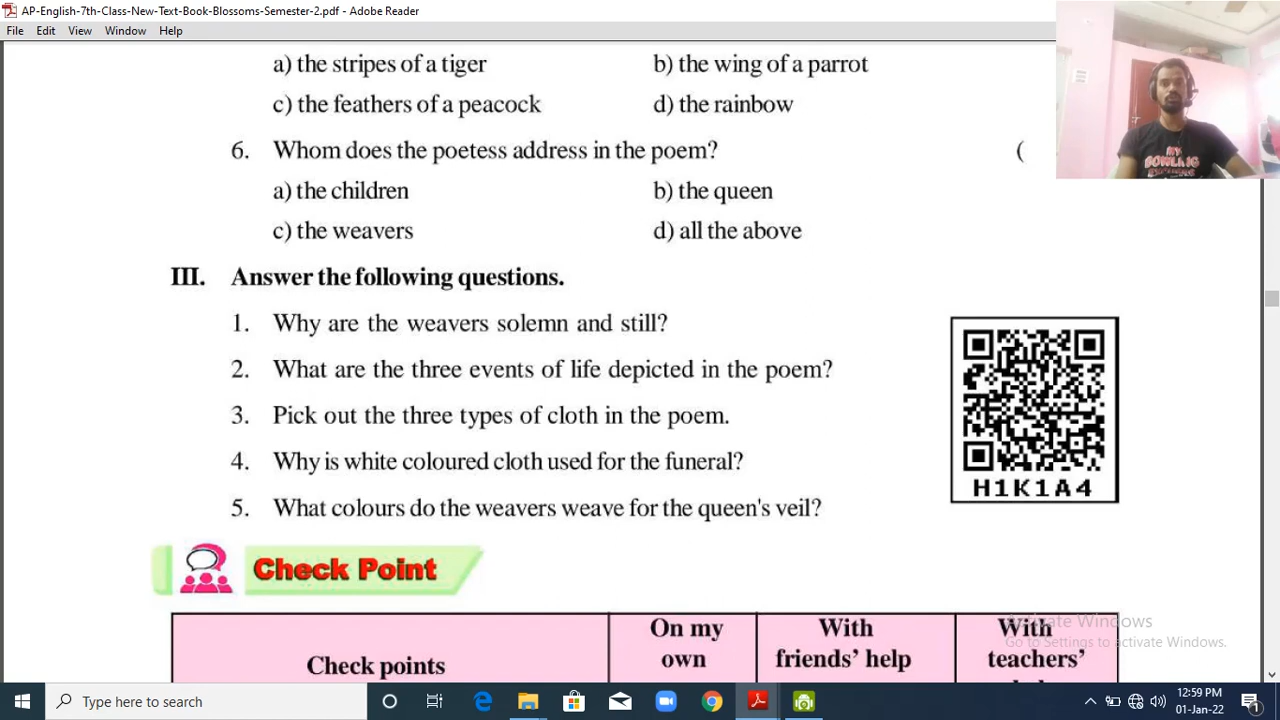 AP-English-7th-Class-New-Text-Book-Blossoms-Semester-2.pdf - Adobe Reader
File Edit View Window Help
a) the stripes of a tiger b) the wing of a parrot
c) the feathers of a peacock d) the rainbow
6. Whom does the poetess address in the poem? (
a) the children b) the queen
c) the weavers d) all the above
III. Answer the following questions.
1. Why are the weavers solemn and still?
2. What are the three events of life depicted in the poem?
3. Pick out the three types of cloth in the poem.
4. Why is white coloured cloth used for the funeral?
5. What colours do the weavers weave for the queen's veil?
H1K1A4
Check Point
Check points
On my
own
With
friends' help
With
teachers'
Activate Windows
Go to Settings to activate Windows.
MY
BOWLING
Type here to search
12:59 PM
01-Jan-22
1